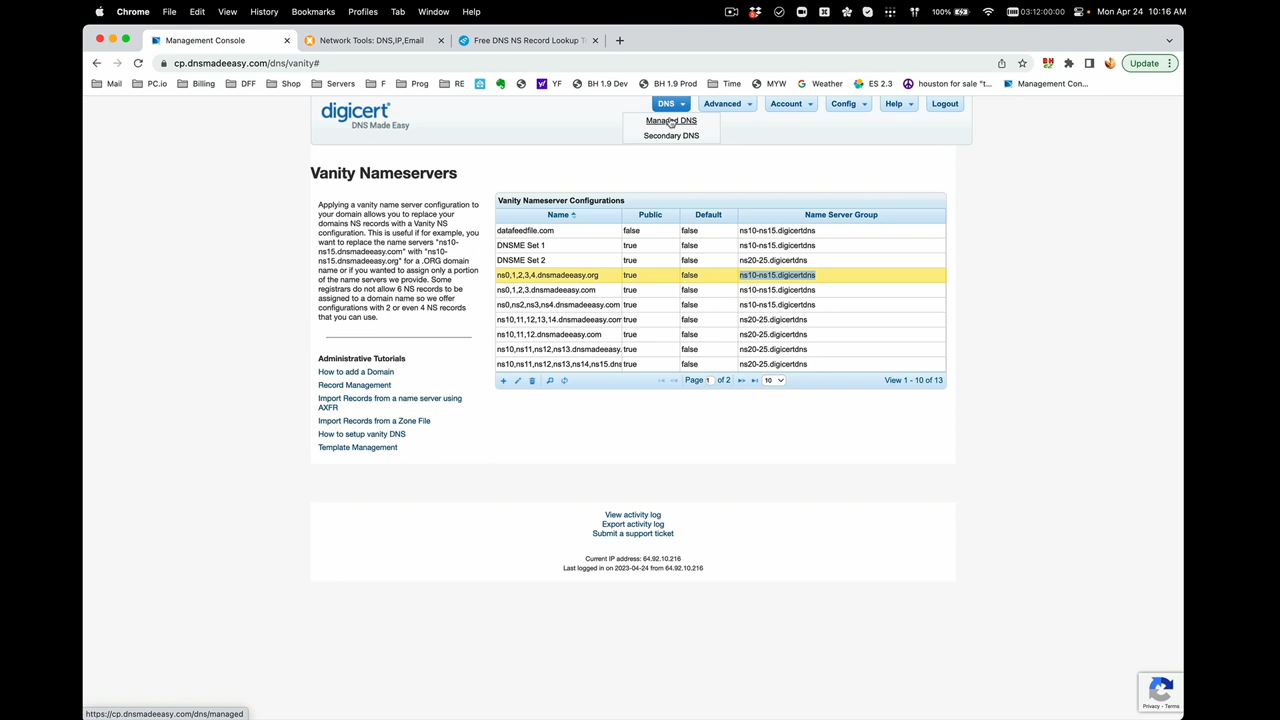 Chrome File Edit View History Bookmarks Profiles Tab Window Help 100% 03:12:00:00 Mon Apr 24 10:16 AM
Management Console Network Tools: DNS,IP,Email Free DNS NS Record Lookup T
cp.dnsmadeeasy.com/dns/vanity# Update
Mail PC.io Billing DFF Shop Servers F Prog RE YF BH 1.9 Dev BH 1.9 Prod Time MYW Weather ES 2.3 houston for sale "t... Management Con...
digicert
DNS Made Easy
DNS Advanced Account Config Help Logout
Managed DNS
Secondary DNS
Vanity Nameservers
Applying a vanity name server configuration to
your domain allows you to replace your
domains NS records with a Vanity NS
configuration. This is useful if for example, you
want to replace the name servers "ns10-
ns15.dnsmadeeasy.com" with "ns10-
ns15.dnsmadeeasy.org" for a .ORG domain
name or if you wanted to assign only a portion
of the name servers we provide. Some
registrars do not allow 6 NS records to be
assigned to a domain name so we offer
configurations with 2 or even 4 NS records
that you can use.
Administrative Tutorials
How to add a Domain
Record Management
Import Records from a name server using
AXFR
Import Records from a Zone File
How to setup vanity DNS
Template Management
Vanity Nameserver Configurations
Name Public Default Name Server Group
datafeedfile.com false false ns10-ns15.digicertdns
DNSME Set 1 true false ns10-ns15.digicertdns
DNSME Set 2 true false ns20-25.digicertdns
ns0,1,2,3,4.dnsmadeeasy.org true false ns10-ns15.digicertdns
ns0,1,2,3.dnsmadeeasy.com true false ns10-ns15.digicertdns
ns0,ns2,ns3,ns4.dnsmadeeasy.com true false ns10-ns15.digicertdns
ns10,11,12,13,14.dnsmadeeasy.com true false ns20-25.digicertdns
ns10,11,12.dnsmadeeasy.com true false ns20-25.digicertdns
ns10,ns11,ns12,ns13.dnsmadeeasy. true false ns20-25.digicertdns
ns10,ns11,ns12,ns13,ns14,ns15.dns true false ns20-25.digicertdns
Page 1 of 2 10 View 1 - 10 of 13
View activity log
Export activity log
Submit a support ticket
Current IP address: 64.92.10.216
Last logged in on 2023-04-24 from 64.92.10.216
Privacy - Terms
https://cp.dnsmadeeasy.com/dns/managed